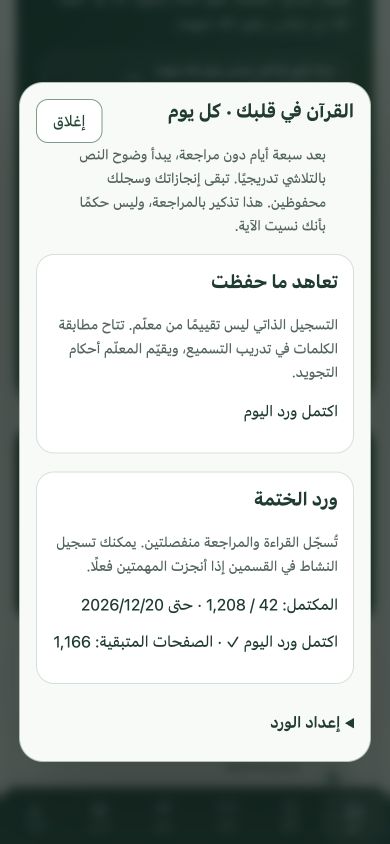 القرآن في قلبك · كل يوم
إغلاق
بعد سبعة أيام دون مراجعة، يبدأ وضوح النص
بالتلاشي تدريجيًا. تبقى إنجازاتك وسجلك
محفوظين. هذا تذكير بالمراجعة، وليس حكمًا
بأنك نسيت الآية.
تعاهد ما حفظت
التسجيل الذاتي ليس تقييمًا من معلّم. تتاح مطابقة
الكلمات في تدريب التسميع، ويقيّم المعلّم أحكام
التجويد.
اكتمل ورد اليوم
ورد الختمة
تُسجّل القراءة والمراجعة منفصلتين. يمكنك تسجيل
النشاط في القسمين إذا أنجزت المهمتين فعلًا.
المكتمل: 42 / 1,208 · حتى 2026/12/20
اكتمل ورد اليوم ✓ · الصفحات المتبقية: 1,166
◀ إعداد الورد